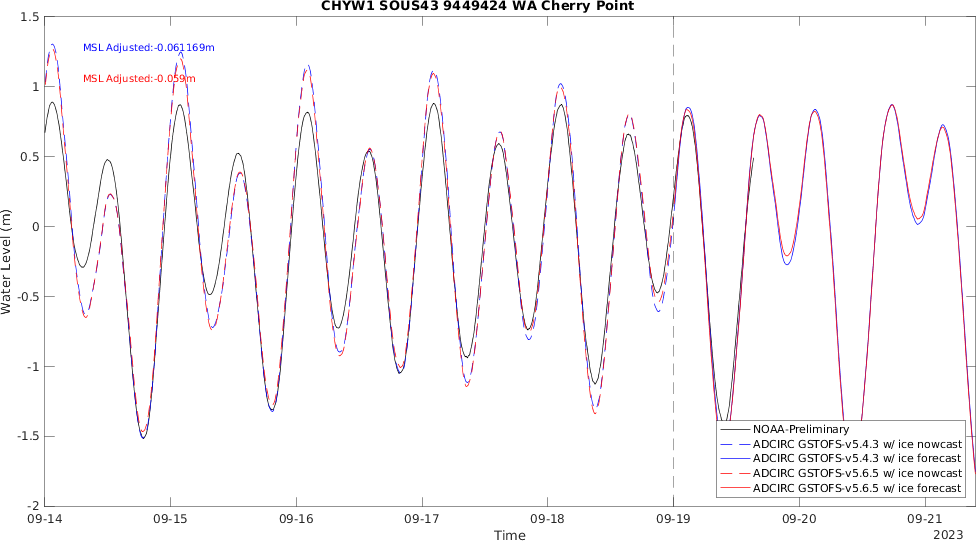 CHYW1 SOUS43 9449424 WA Cherry Point
MSL Adjusted:-0.061169m
MSL Adjusted:-0.059m
Water Level (m)
1.5
1
0.5
0
-0.5
-1
-1.5
-2
NOAA-Preliminary
ADCIRC GSTOFS-v5.4.3 w/ ice nowcast
ADCIRC GSTOFS-v5.4.3 w/ ice forecast
ADCIRC GSTOFS-v5.6.5 w/ ice nowcast
ADCIRC GSTOFS-v5.6.5 w/ ice forecast
09-14 09-15 09-16 09-17 09-18 09-19 09-20 09-21
Time
2023